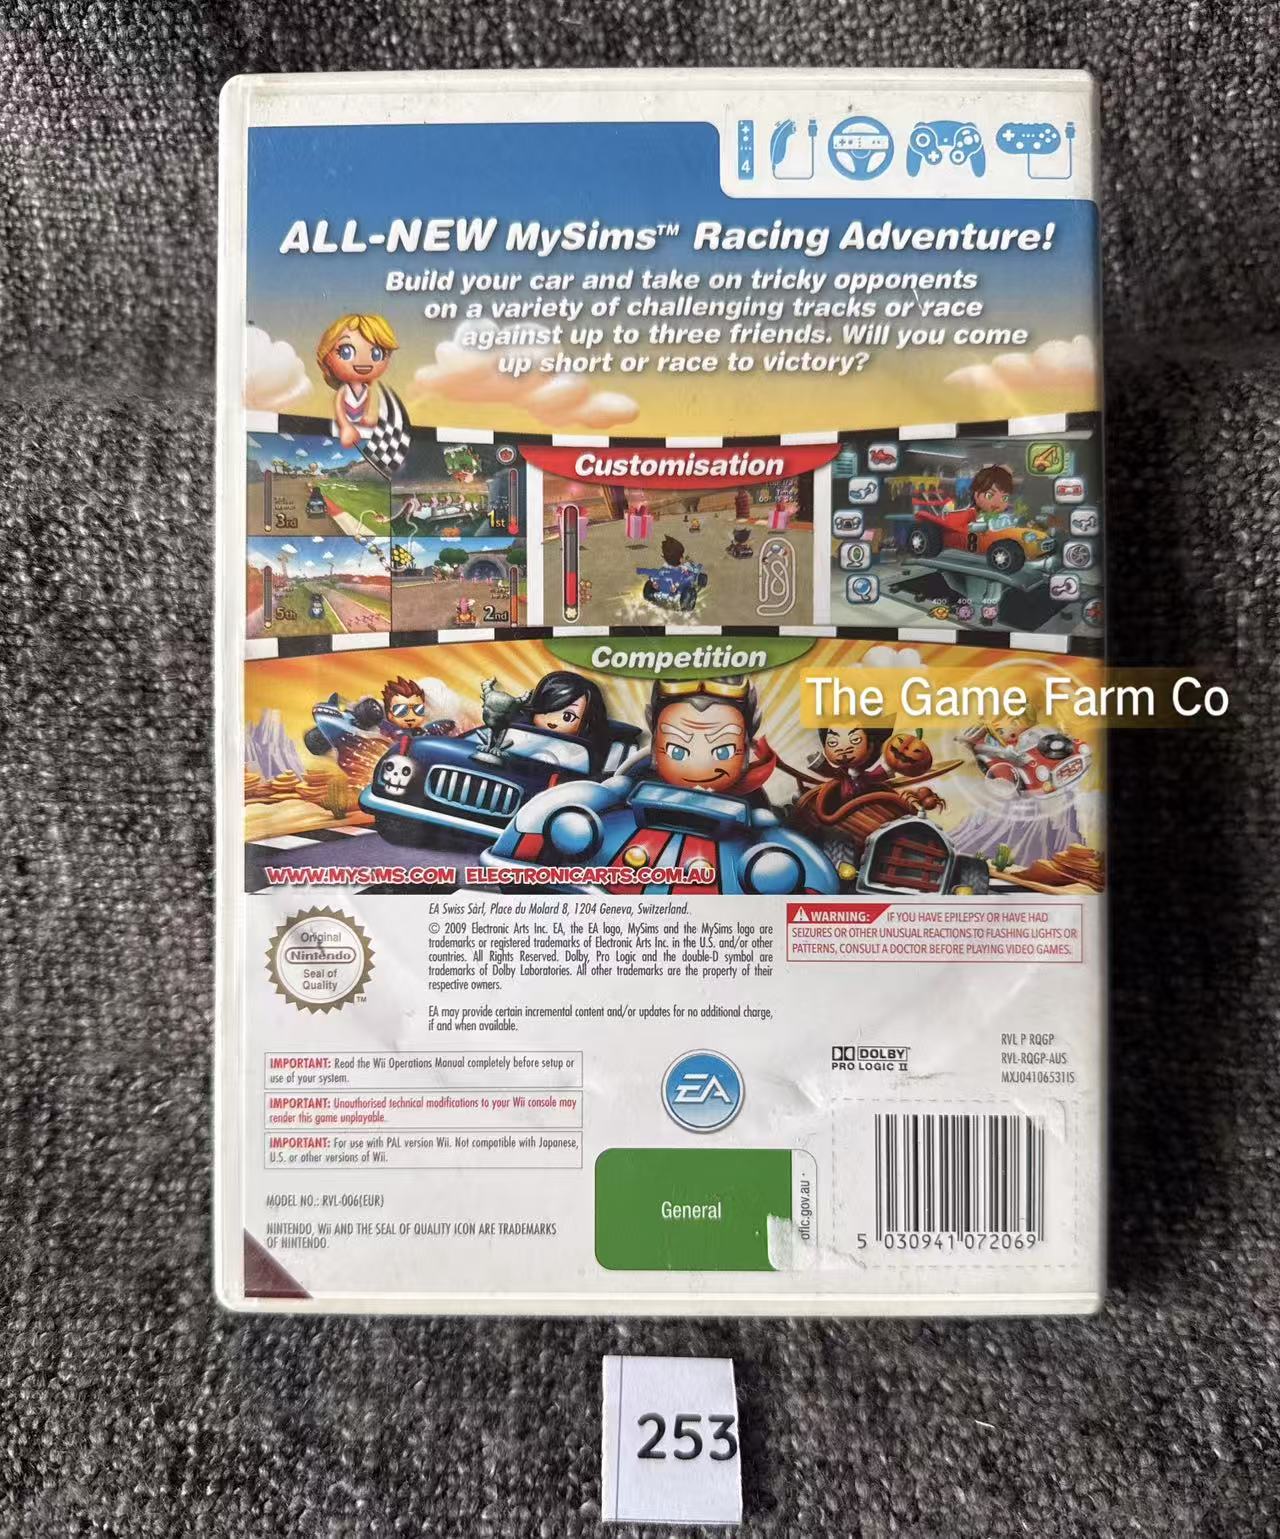 4
ALL-NEW MySims™ Racing Adventure!
Build your car and take on tricky opponents
on a variety of challenging tracks or race
against up to three friends. Will you come
up short or race to victory?
Customisation
3rd
1st
5th
2nd
8
400 400 400
Competition
The Game Farm Co
WWW.MYSIMS.COM ELECTRONICARTS.COM.AU
Original
Nintendo
Seal of
Quality
TM
EA Swiss Sàrl, Place du Molard 8, 1204 Geneva, Switzerland.
© 2009 Electronic Arts Inc. EA, the EA logo, MySims and the MySims logo are
trademarks or registered trademarks of Electronic Arts Inc. in the U.S. and/or other
countries. All Rights Reserved. Dolby, Pro Logic and the double-D symbol are
trademarks of Dolby Laboratories. All other trademarks are the property of their
respective owners.
EA may provide certain incremental content and/or updates for no additional charge,
if and when available.
WARNING: IF YOU HAVE EPILEPSY OR HAVE HAD
SEIZURES OR OTHER UNUSUAL REACTIONS TO FLASHING LIGHTS OR
PATTERNS, CONSULT A DOCTOR BEFORE PLAYING VIDEO GAMES.
IMPORTANT: Read the Wii Operations Manual completely before setup or
use of your system.
IMPORTANT: Unauthorised technical modifications to your Wii console may
render this game unplayable.
IMPORTANT: For use with PAL version Wii. Not compatible with Japanese,
U.S. or other versions of Wii.
MODEL NO.: RVL-006(EUR)
NINTENDO, Wii AND THE SEAL OF QUALITY ICON ARE TRADEMARKS
OF NINTENDO.
EA
DOLBY
PRO LOGIC II
RVL P RQGP
RVL-RQGP-AUS
MXJ04106531IS
General
oflc.gov.au
5 030941 072069
253